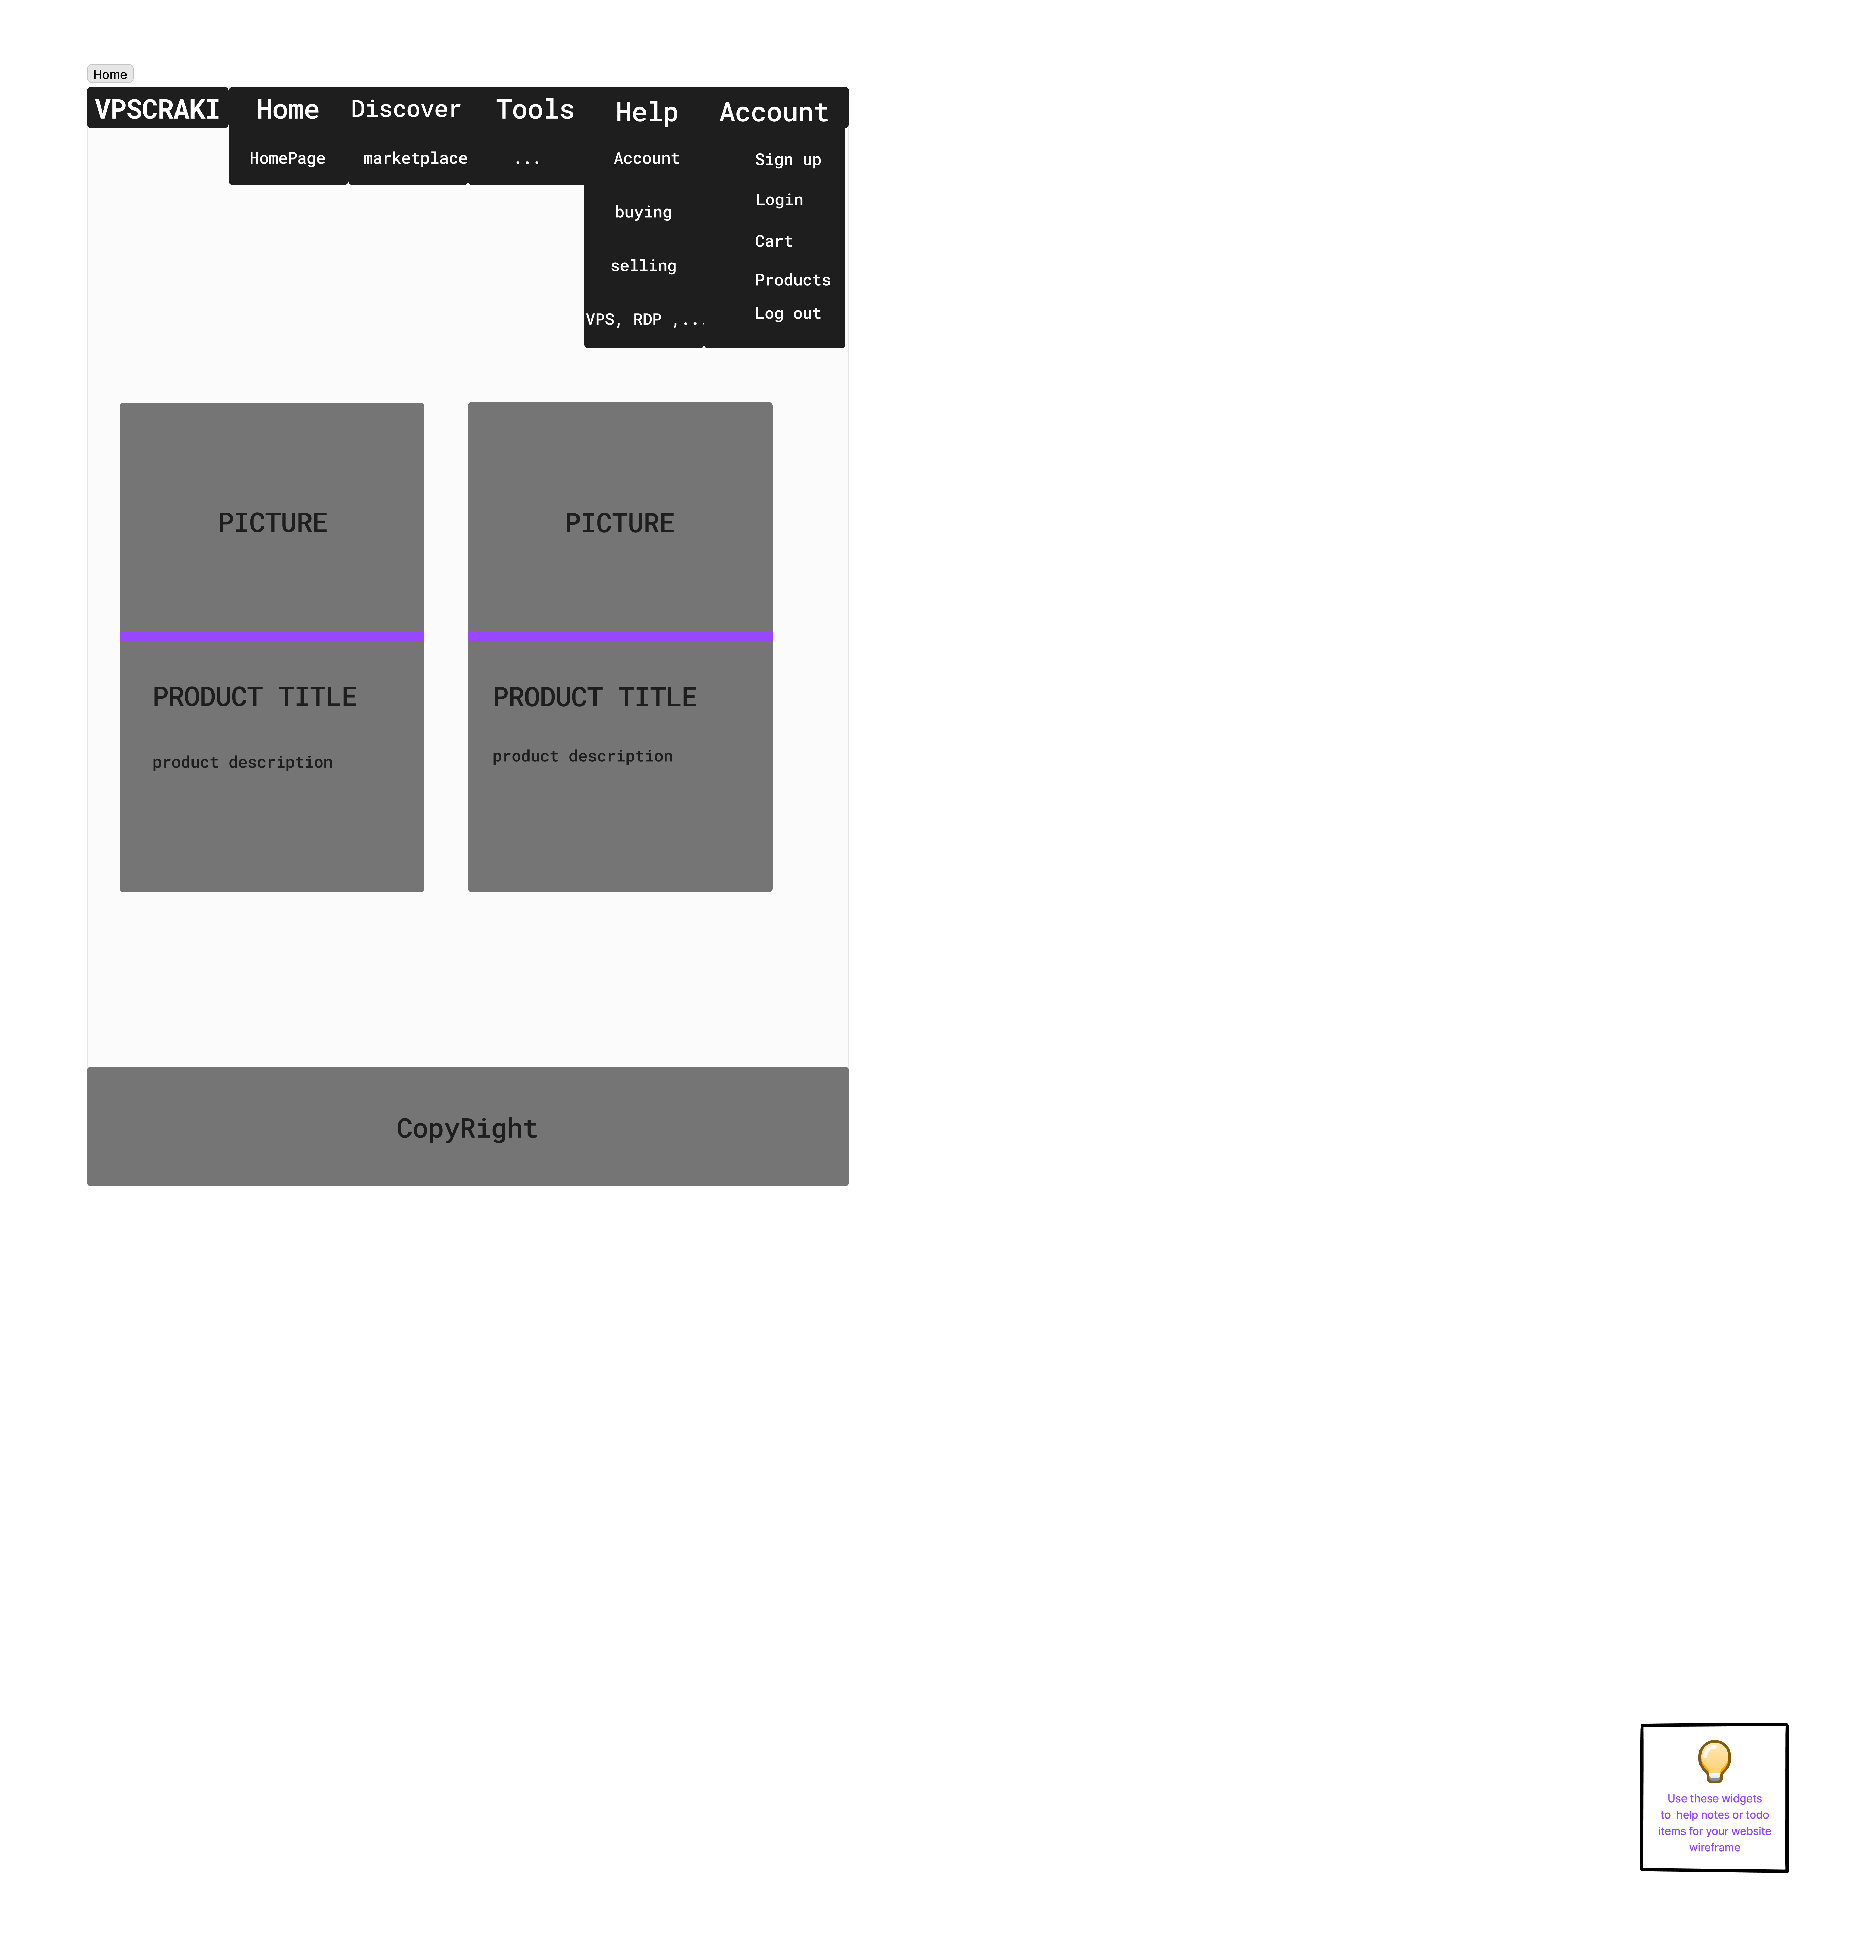 Home
VPSCRAKI Home Discover Tools Help Account
HomePage marketplace ... Account Sign up
Login
buying
Cart
selling
Products
Log out
VPS, RDP ,...
PICTURE PICTURE
PRODUCT TITLE PRODUCT TITLE
product description product description
CopyRight
Use these widgets
to help notes or todo
items for your website
wireframe